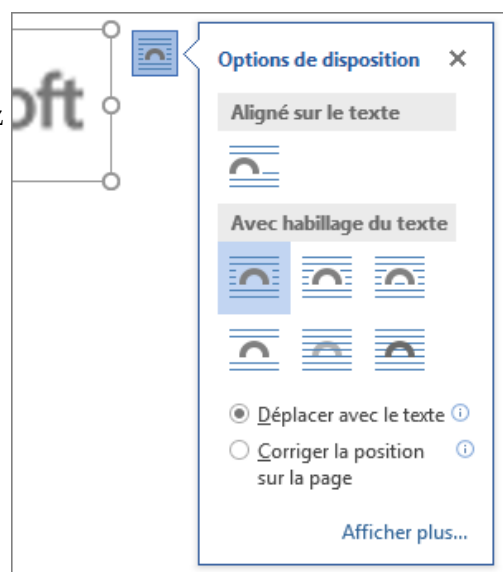 Options de disposition
Aligné sur le texte
oft
Avec habillage du texte
Déplacer avec le texte
Corriger la position
sur la page
Afficher plus...